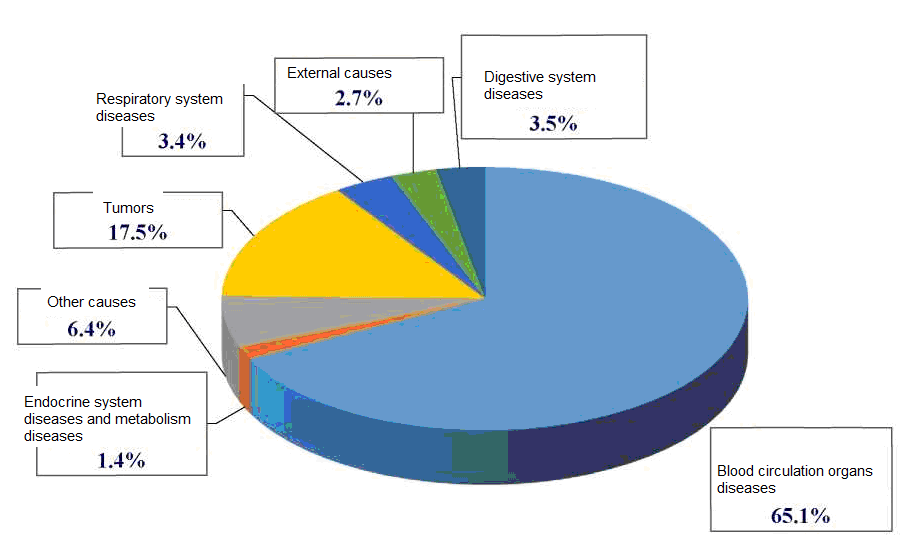 External causes
2.7%
Digestive system
diseases
3.5%
Respiratory system
diseases
3.4%
Tumors
17.5%
Other causes
6.4%
Endocrine system
diseases and metabolism
diseases
1.4%
Blood circulation organs
diseases
65.1%